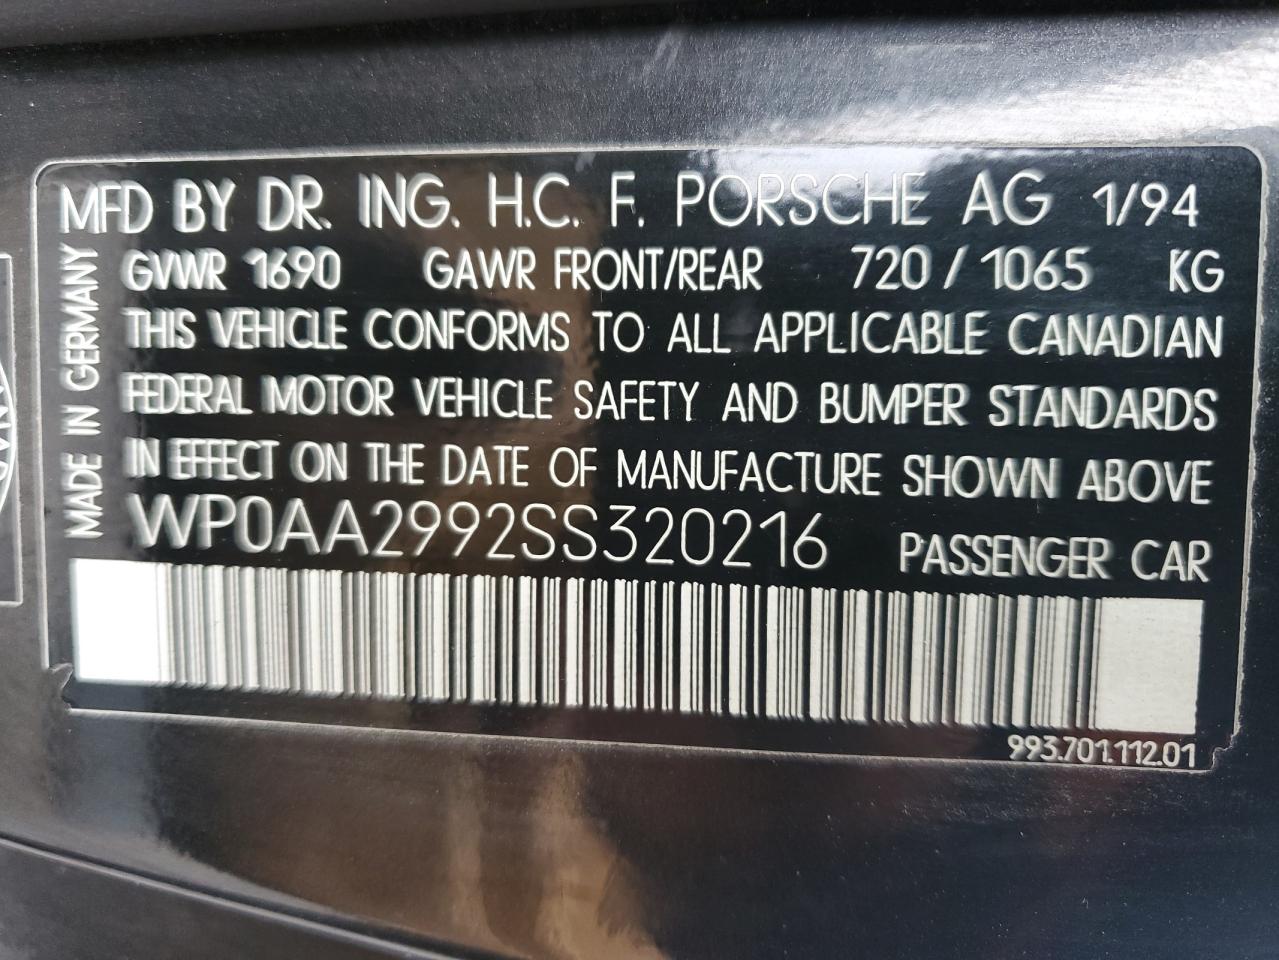 MFD BY DR. ING. H.C. F. PORSCHE AG 1/94
MADE IN GERMANY
GVWR 1690 GAWR FRONT/REAR 720 / 1065 KG
THIS VEHICLE CONFORMS TO ALL APPLICABLE CANADIAN
FEDERAL MOTOR VEHICLE SAFETY AND BUMPER STANDARDS
IN EFFECT ON THE DATE OF MANUFACTURE SHOWN ABOVE
WP0AA2992SS320216 PASSENGER CAR
993.701.112.01